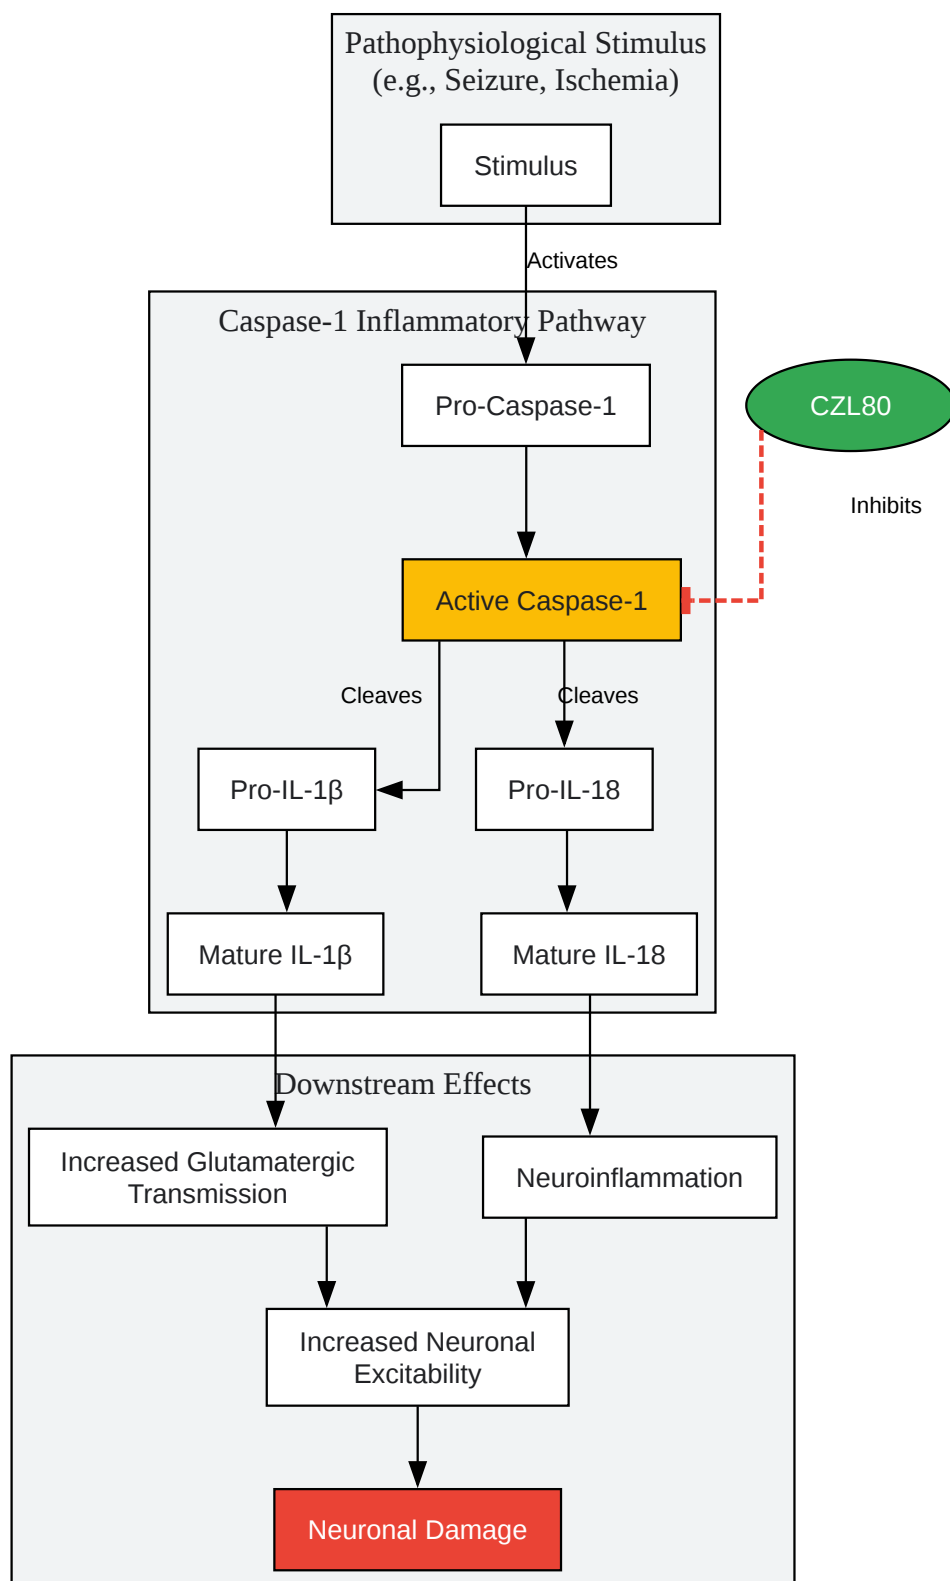 Pathophysiological Stimulus
(e.g., Seizure, Ischemia)
Stimulus
Activates
Caspase-1 Inflammatory Pathway
Pro-Caspase-1
CZL80
Inhibits
Active Caspase-1
Cleaves
Cleaves
Pro-IL-1β
Pro-IL-18
Mature IL-1β
Mature IL-18
Downstream Effects
Increased Glutamatergic
Transmission
Neuroinflammation
Increased Neuronal
Excitability
Neuronal Damage